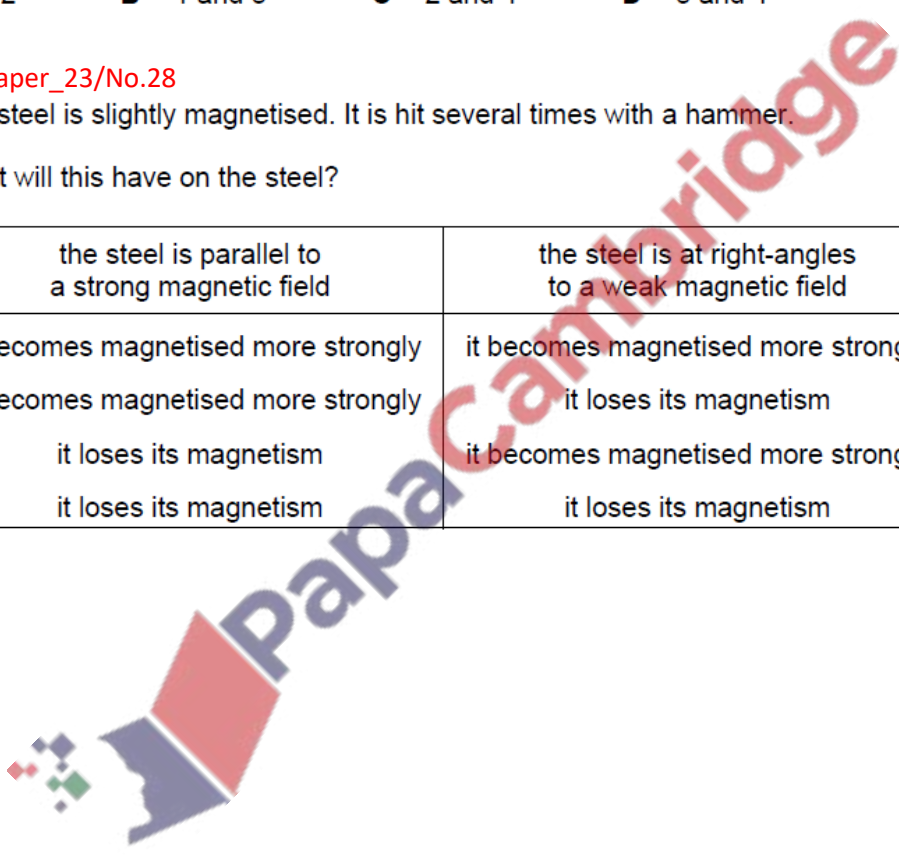 aper_23/No.28
steel is slightly magnetised. It is hit several times with a hammer.
t will this have on the steel?
the steel is parallel to
a strong magnetic field
the steel is at right-angles
to a weak magnetic field
ecomes magnetised more strongly it becomes magnetised more strong
ecomes magnetised more strongly it loses its magnetism
it loses its magnetism it becomes magnetised more strong
it loses its magnetism it loses its magnetism
PapaCambridge